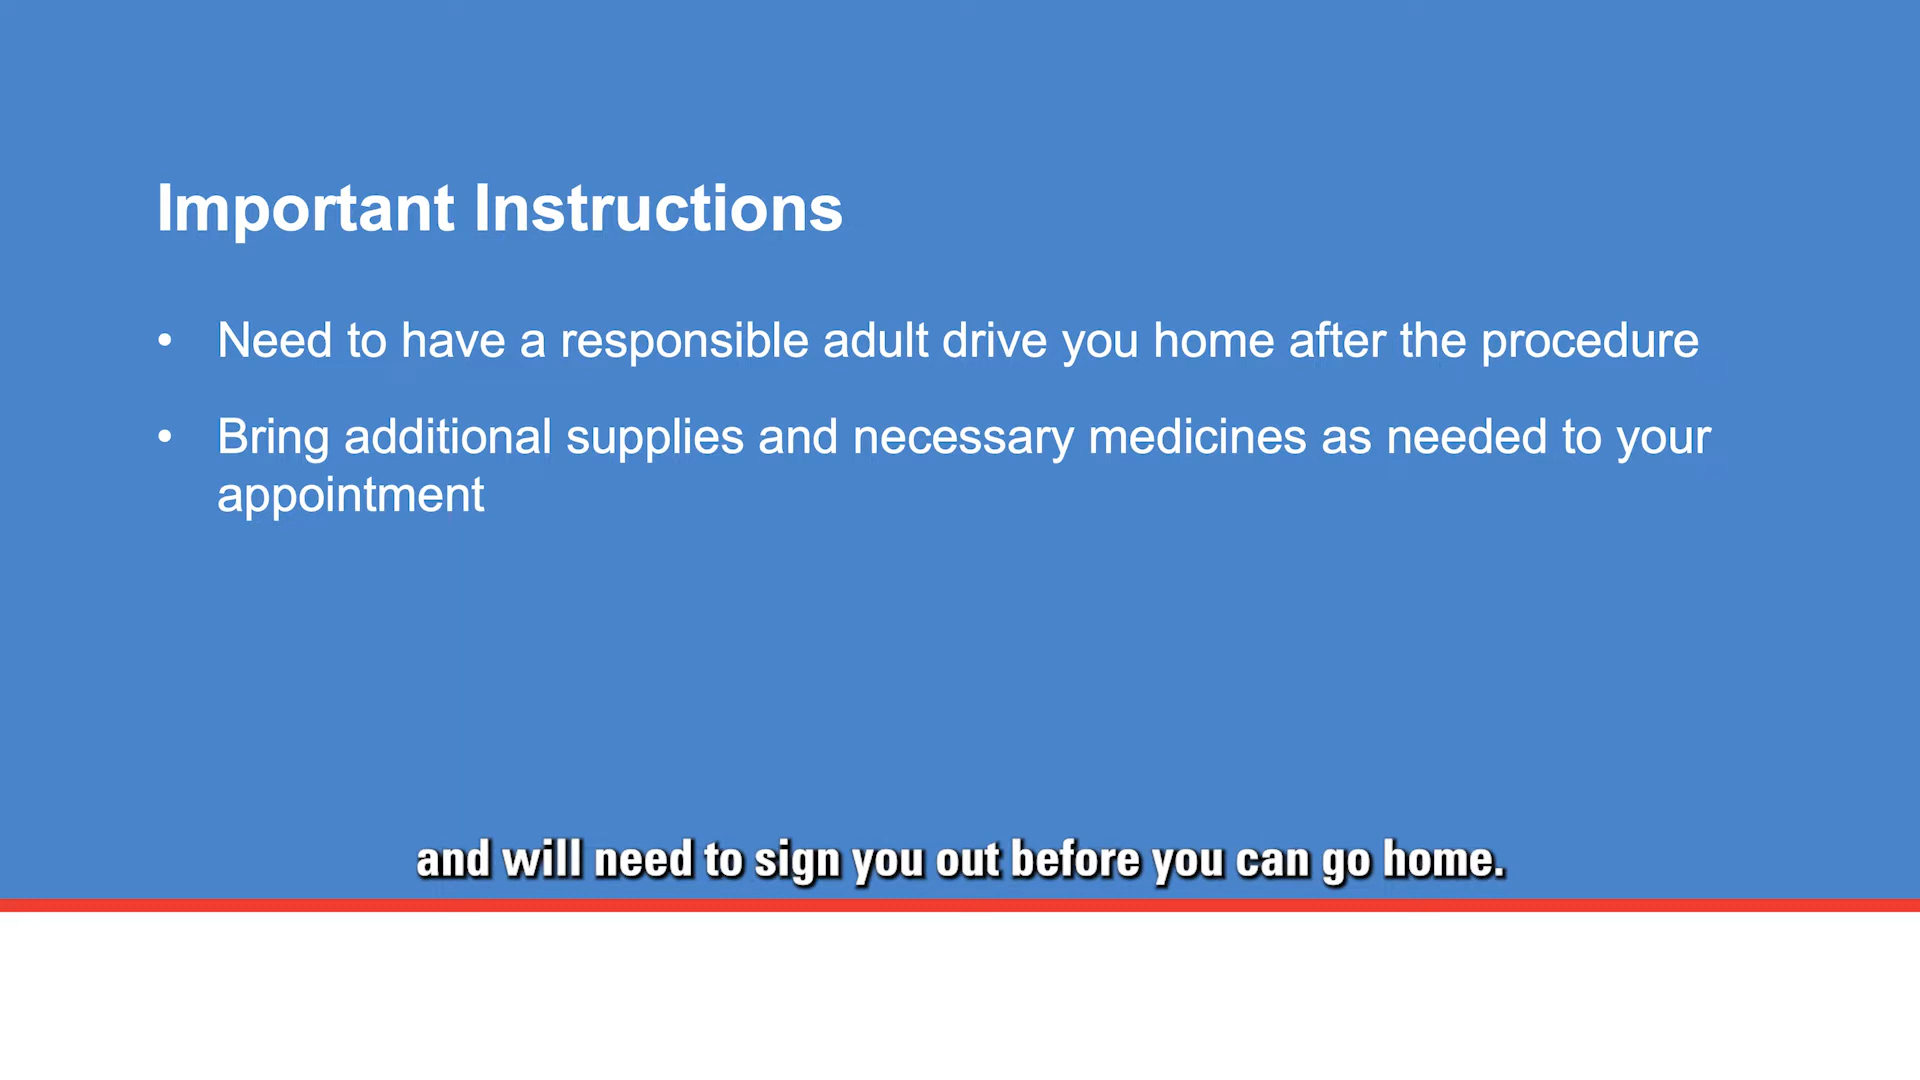 Important Instructions
• Need to have a responsible adult drive you home after the procedure
• Bring additional supplies and necessary medicines as needed to your
appointment
and will need to sign you out before you can go home.